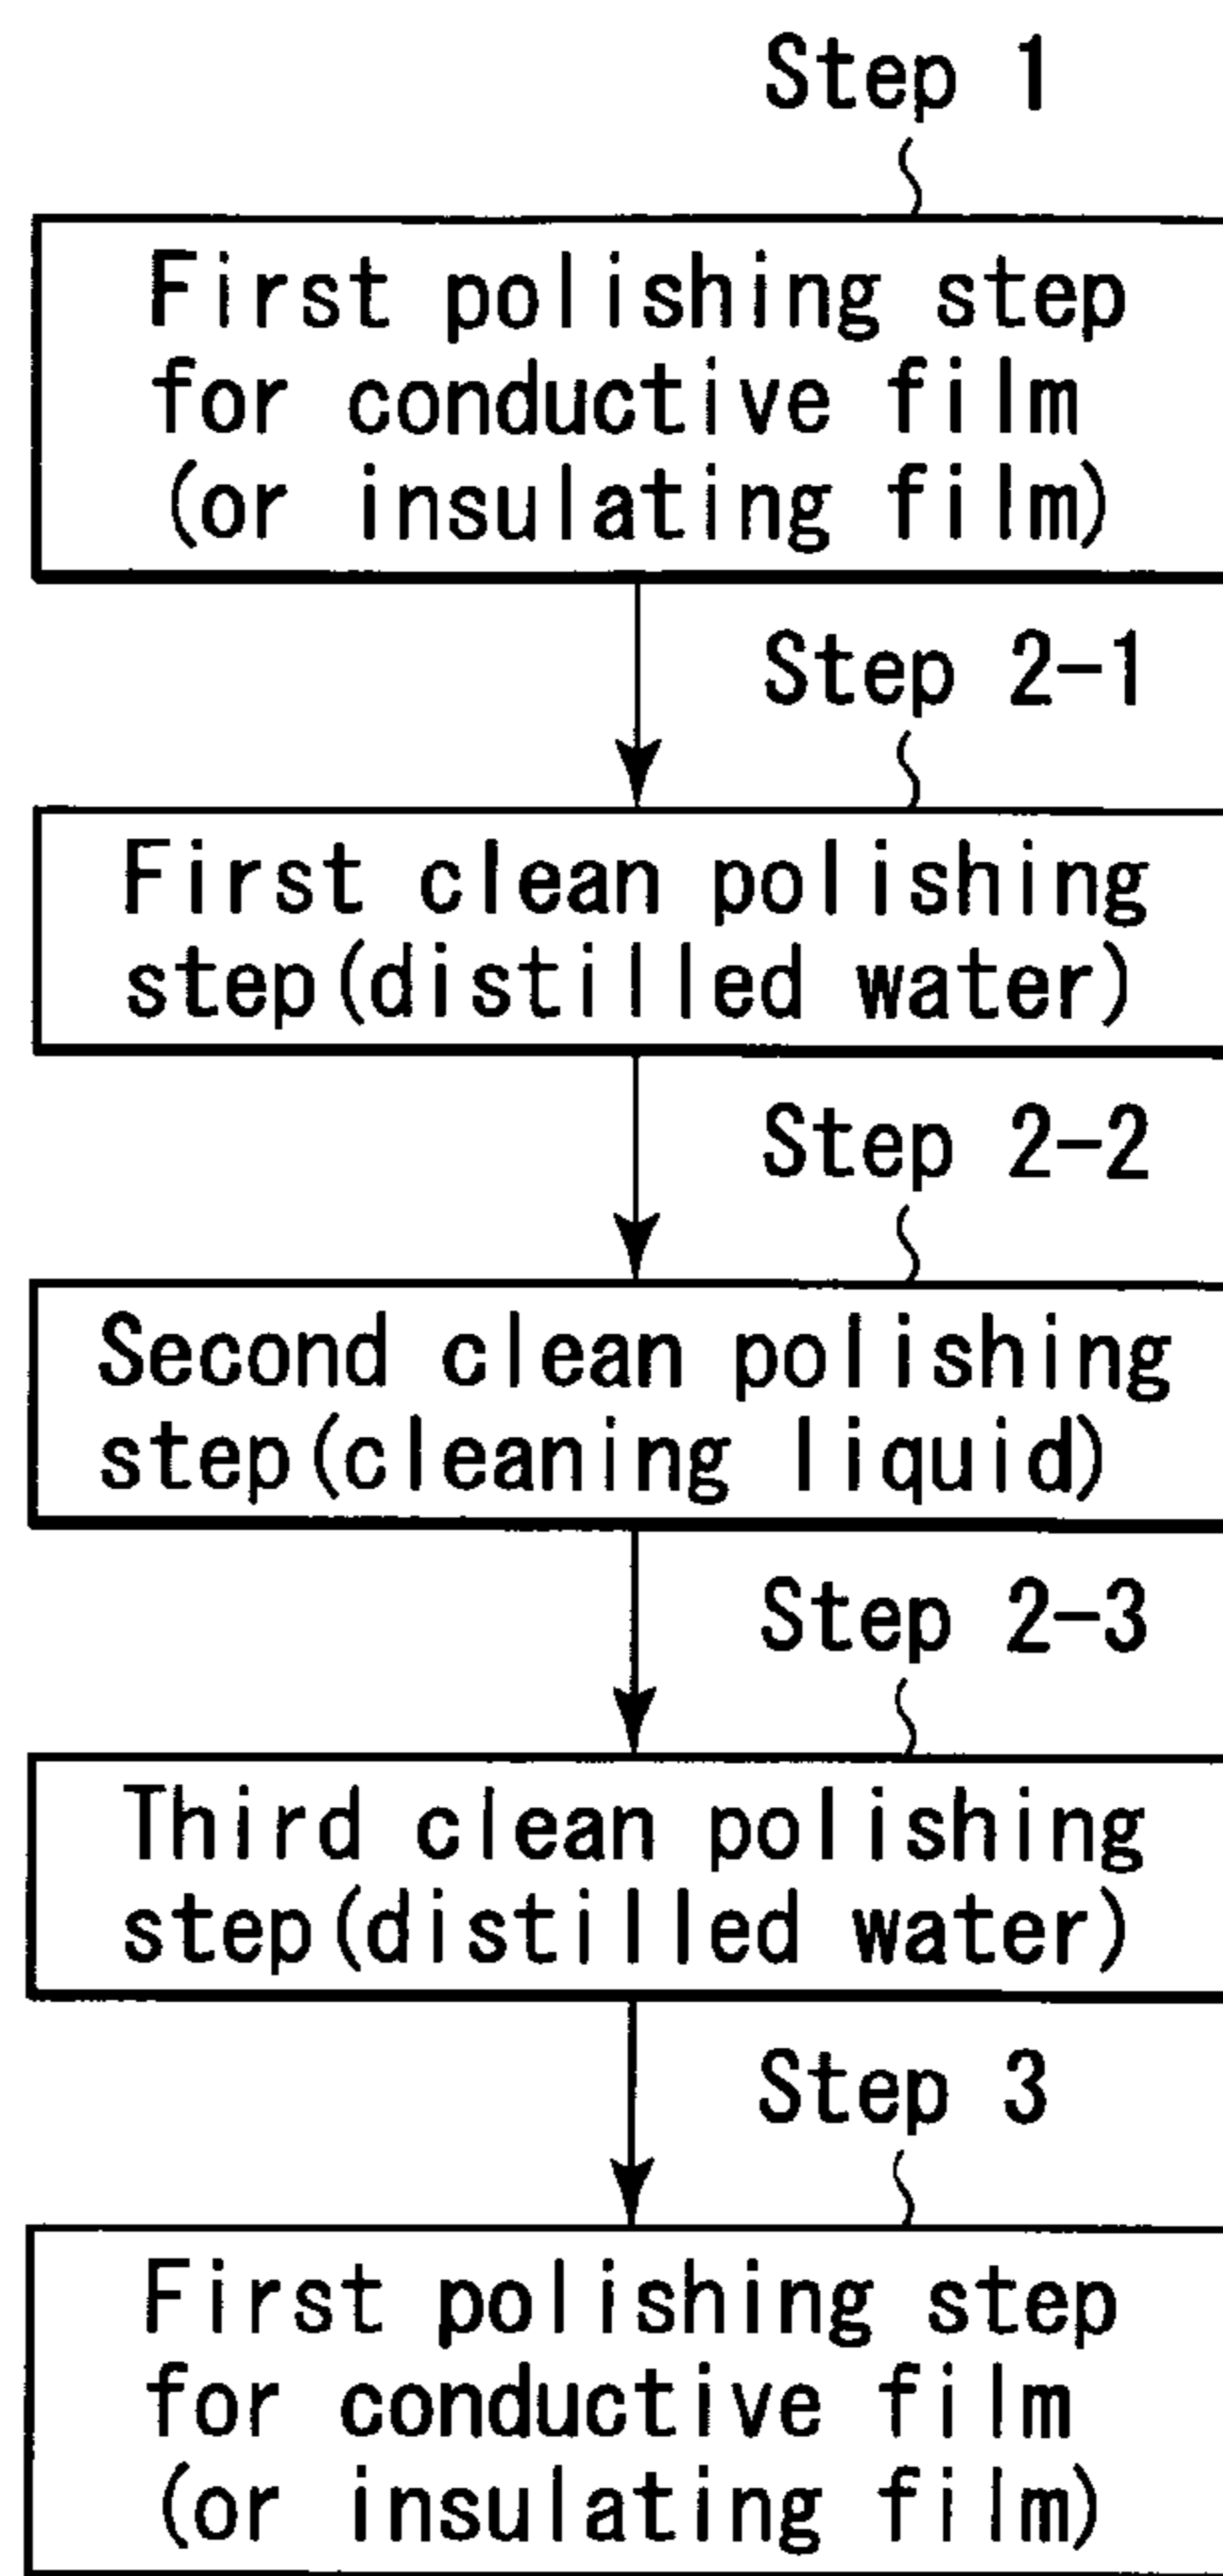 Step 1
First polishing step
for conductive film
(or insulating film)
Step 2-1
First clean polishing
step(distilled water)
Step 2-2
Second clean polishing
step(cleaning liquid)
Step 2-3
Third clean polishing
step(distilled water)
Step 3
First polishing step
for conductive film
(or insulating film)